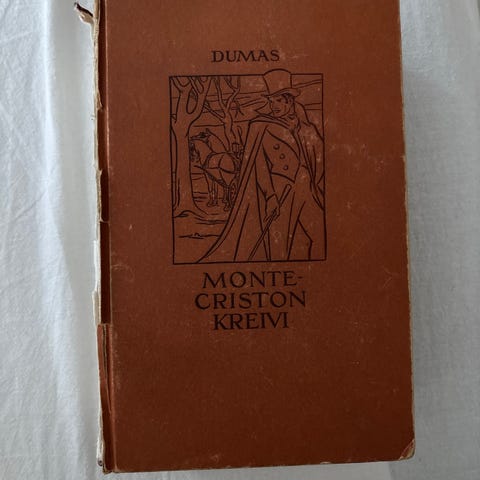 DUMAS
MONTE-
CRISTON
KREIVI